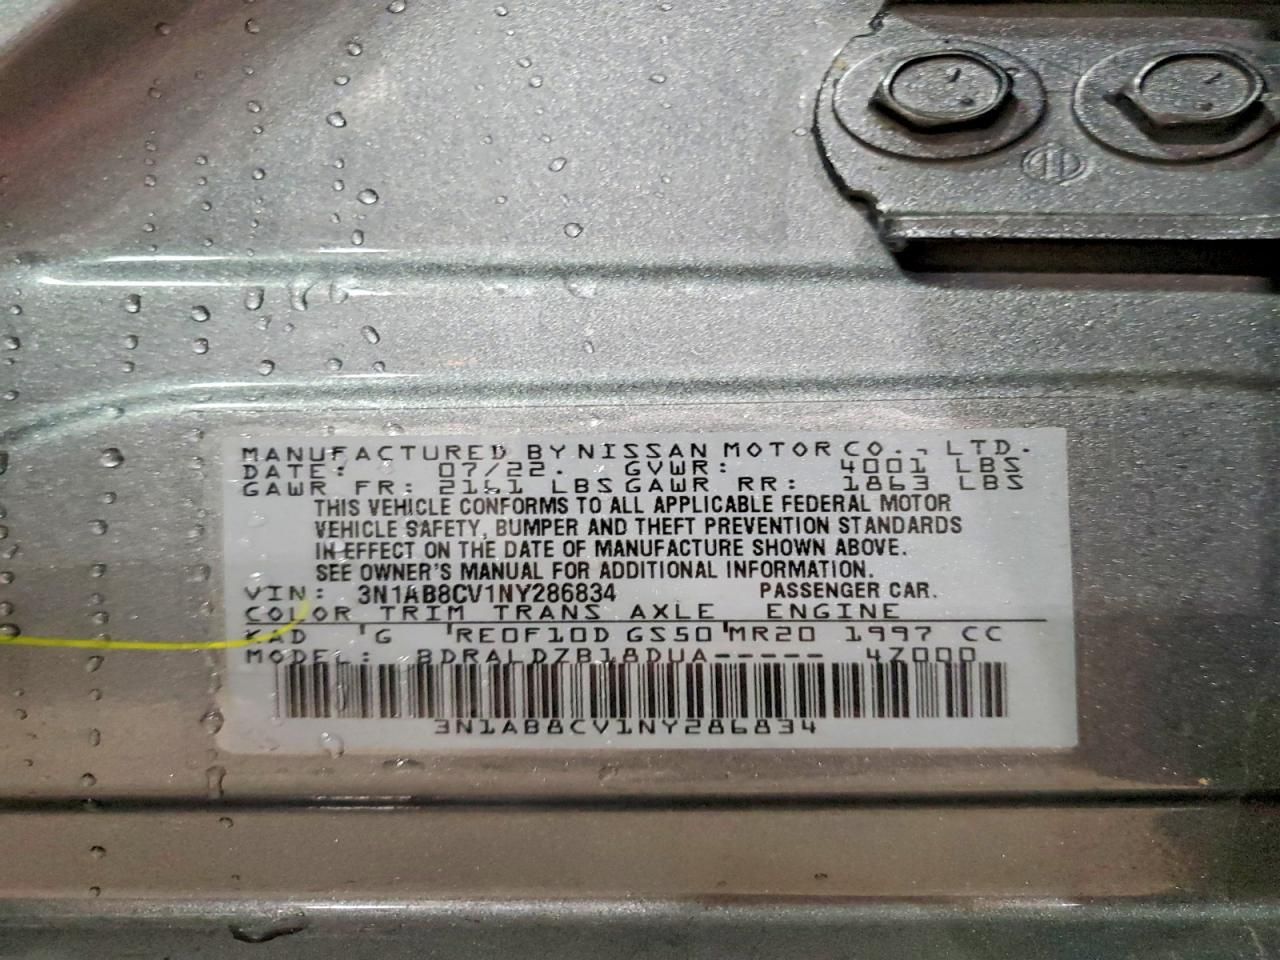 MANUFACTURED BY NISSAN MOTOR CO., LTD.
DATE: 07/22. GVWR: 4001 LBS
GAWR FR: 2161 LBS GAWR RR: 1863 LBS
THIS VEHICLE CONFORMS TO ALL APPLICABLE FEDERAL MOTOR
VEHICLE SAFETY, BUMPER AND THEFT PREVENTION STANDARDS
IN EFFECT ON THE DATE OF MANUFACTURE SHOWN ABOVE.
SEE OWNER'S MANUAL FOR ADDITIONAL INFORMATION.
VIN: 3N1AB8CV1NY286834 PASSENGER CAR.
COLOR TRIM TRANS AXLE ENGINE
KAD 'G 'RE0F10D GS50'MR20 1997 CC
MODEL: BDRALDZB18DUA----- 4Z000
3N1AB8CV1NY286834